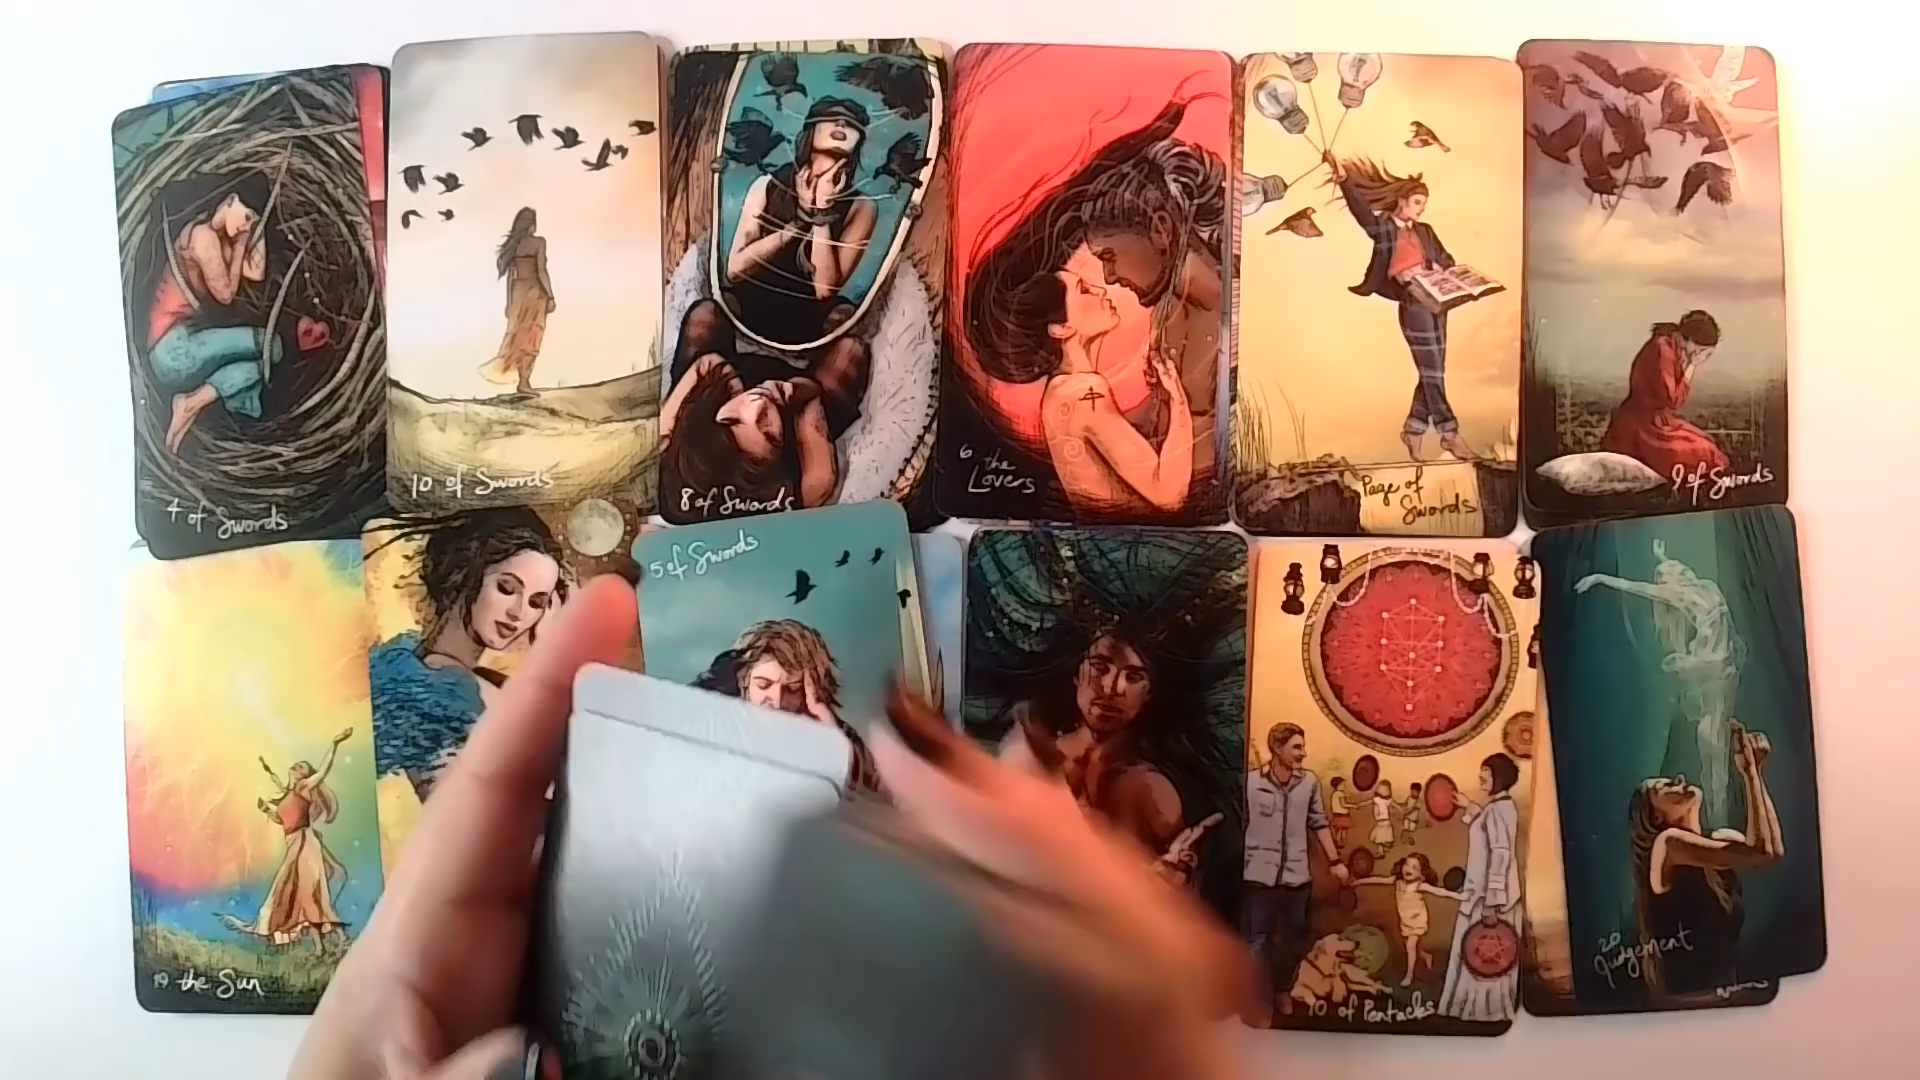 4 of Swords
10 of Swords
8 of Swords
6 the
Lovers
Page of
Swords
9 of Swords
19 the Sun
5 of Swords
10 of Pentacles
20
Judgement